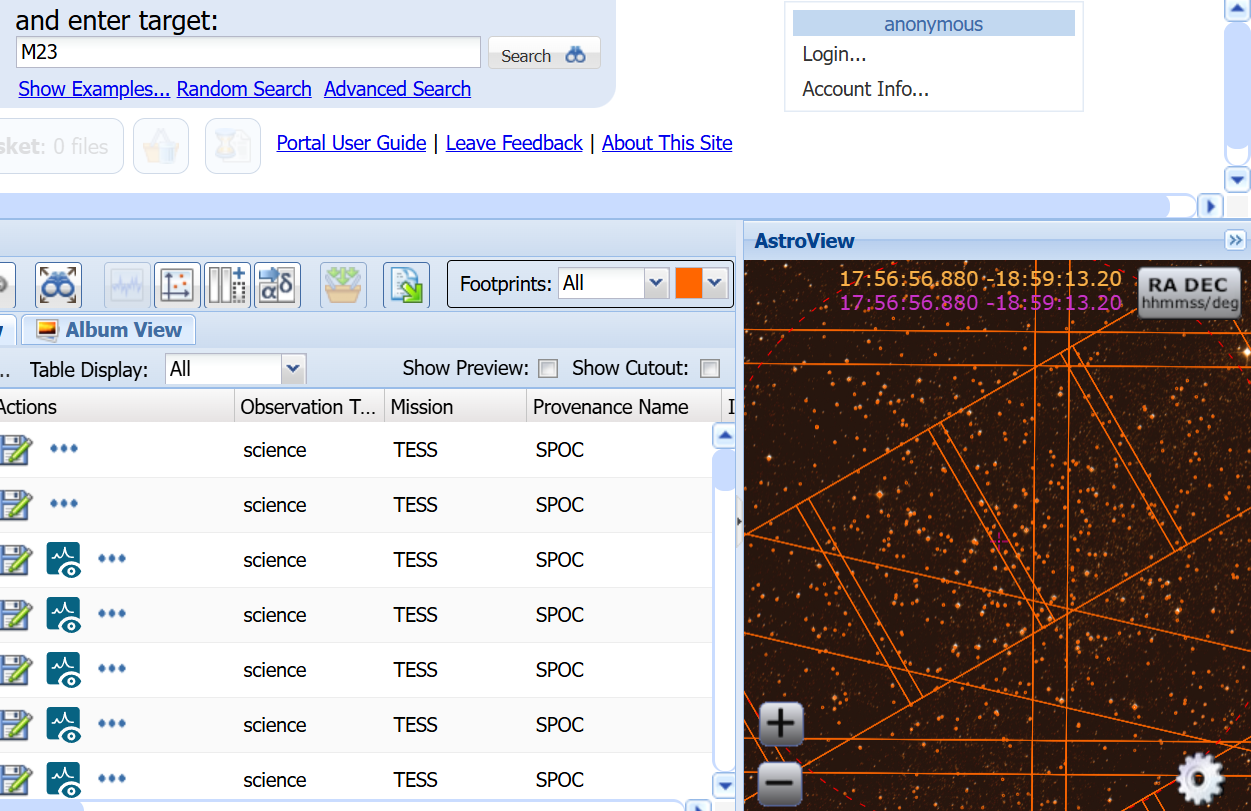 and enter target:
M23
Search
Show Examples... Random Search Advanced Search
anonymous
Login...
Account Info...
sket: 0 files
Portal User Guide | Leave Feedback | About This Site
AstroView
Footprints: All
17:56:56.880 -18:59:13.20
17:56:56.880 -18:59:13.20
RA DEC
hhmmss/deg
Album View
.. Table Display: All
Show Preview: Show Cutout:
Actions Observation T... Mission Provenance Name I
science TESS SPOC
science TESS SPOC
science TESS SPOC
science TESS SPOC
science TESS SPOC
science TESS SPOC
science TESS SPOC